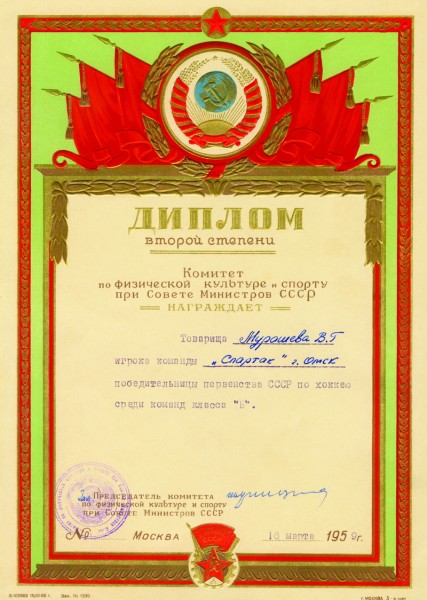 ДИПЛОМ
второй степени
Комитет
по физической культуре и спорту
при Совете Министров СССР
НАГРАЖДАЕТ
Товарища Мурашева В.Г
игрока команды „Спартак" г. Омск
победительницы первенства СССР по хоккею
среди команд класса "Б".
Председатель комитета
по физической культуре и спорту
при Совете Министров СССР
№ Москва 16 марта 1959 г.